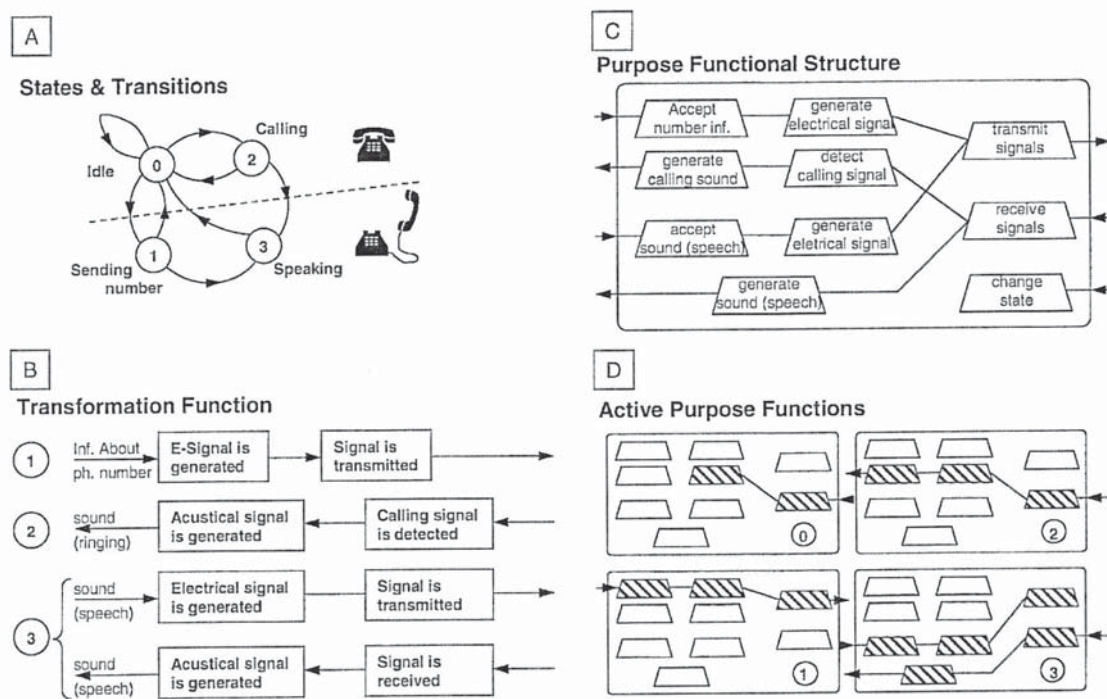 A
States & Transitions
Calling
Idle
0
2
1
3
Sending
number
Speaking
B
Transformation Function
1
Inf. About
ph. number
E-Signal is
generated
Signal is
transmitted
2
sound
(ringing)
Acustical signal
is generated
Calling signal
is detected
3
sound
(speech)
Electrical signal
is generated
Signal is
transmitted
sound
(speech)
Acustical signal
is generated
Signal is
received
C
Purpose Functional Structure
Accept
number inf.
generate
electrical signal
transmit
signals
generate
calling sound
detect
calling signal
receive
signals
accept
sound (speech)
generate
eletrical signal
generate
sound (speech)
change
state
D
Active Purpose Functions
0
2
1
3